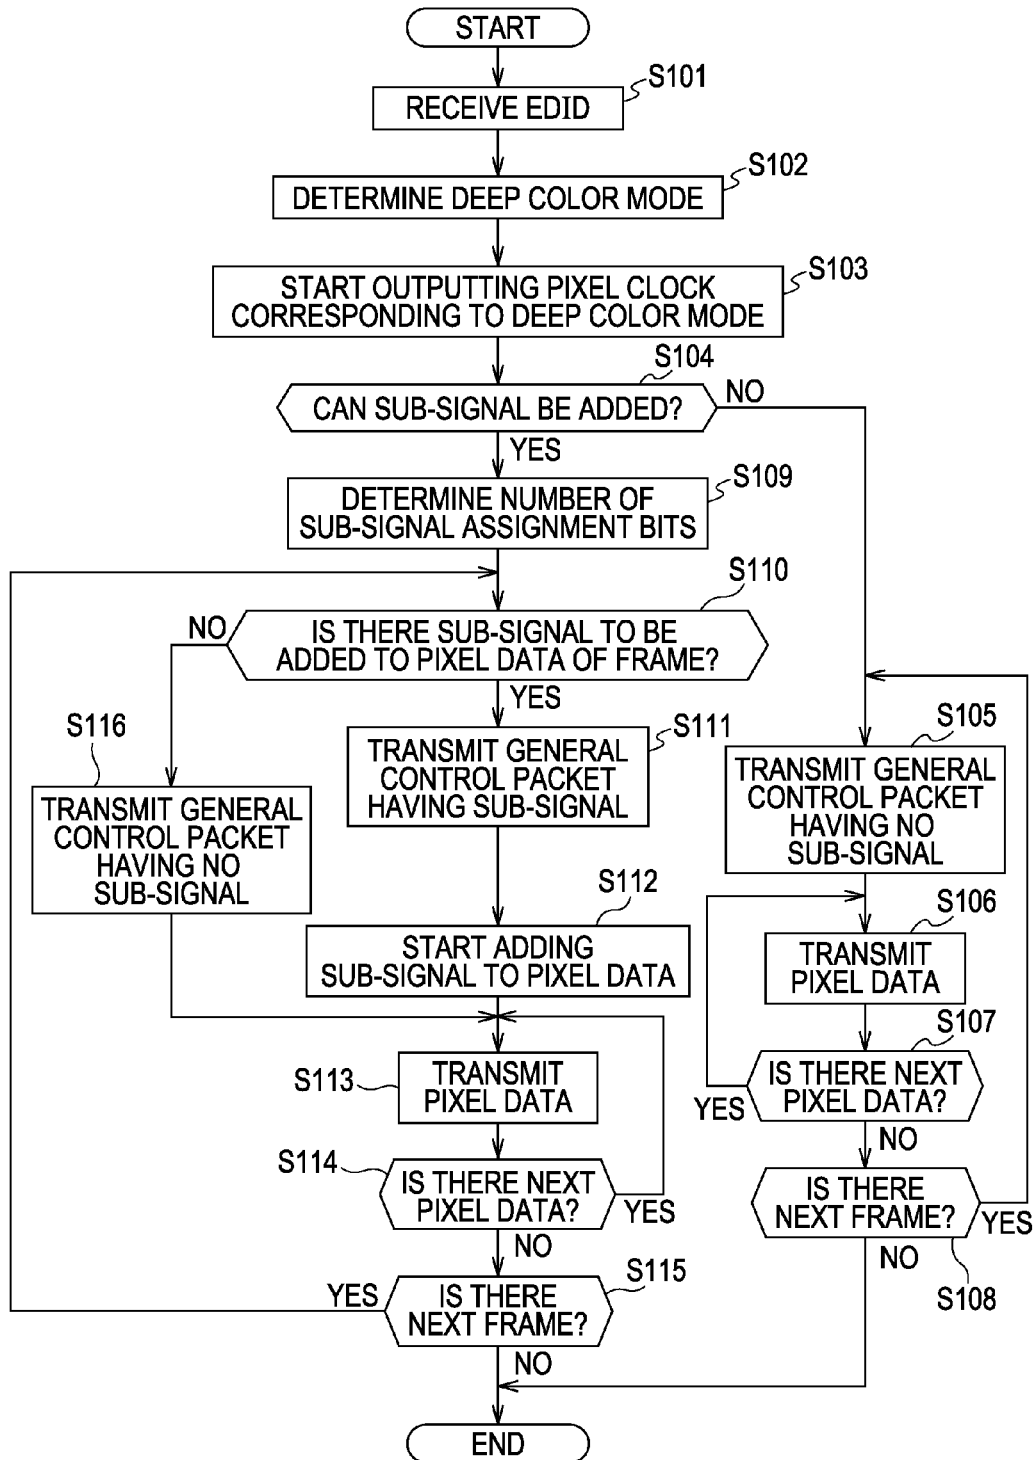 START
S101
RECEIVE EDID
S102
DETERMINE DEEP COLOR MODE
S103
START OUTPUTTING PIXEL CLOCK
CORRESPONDING TO DEEP COLOR MODE
S104
CAN SUB-SIGNAL BE ADDED?
NO
YES
S109
DETERMINE NUMBER OF
SUB-SIGNAL ASSIGNMENT BITS
S110
IS THERE SUB-SIGNAL TO BE
ADDED TO PIXEL DATA OF FRAME?
NO
YES
S116
TRANSMIT GENERAL
CONTROL PACKET
HAVING NO
SUB-SIGNAL
S111
TRANSMIT GENERAL
CONTROL PACKET
HAVING SUB-SIGNAL
S105
TRANSMIT GENERAL
CONTROL PACKET
HAVING NO
SUB-SIGNAL
S112
START ADDING
SUB-SIGNAL TO PIXEL DATA
S106
TRANSMIT
PIXEL DATA
S113
TRANSMIT
PIXEL DATA
S107
IS THERE NEXT
PIXEL DATA?
YES
NO
S114
IS THERE NEXT
PIXEL DATA?
YES
NO
IS THERE
NEXT FRAME?
YES
NO
S108
S115
IS THERE
NEXT FRAME?
YES
NO
END